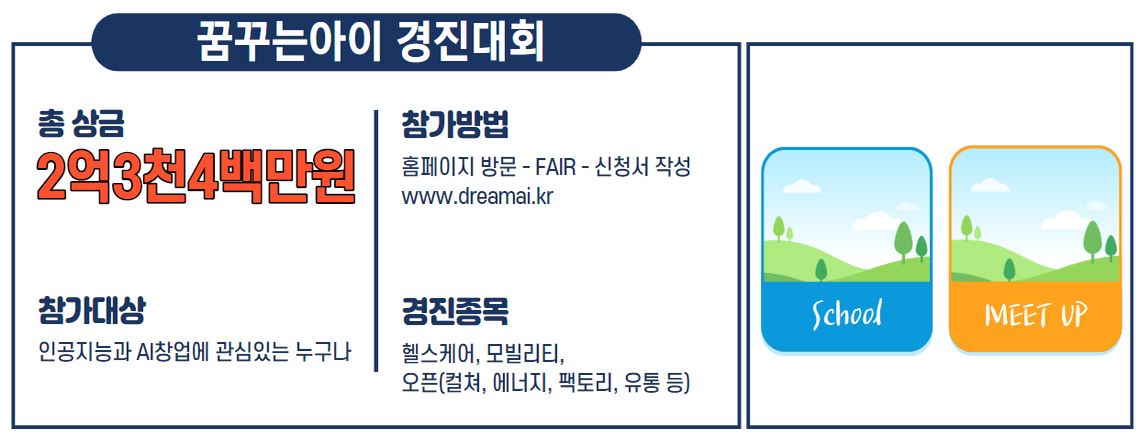 꿈꾸는아이 경진대회
총 상금
2억3천4백만원
참가대상
인공지능과 AI창업에 관심있는 누구나
참가방법
홈페이지 방문 - FAIR - 신청서 작성
www.dreamai.kr
경진종목
헬스케어, 모빌리티,
오픈(컬쳐, 에너지, 팩토리, 유통 등)
School
MEET UP